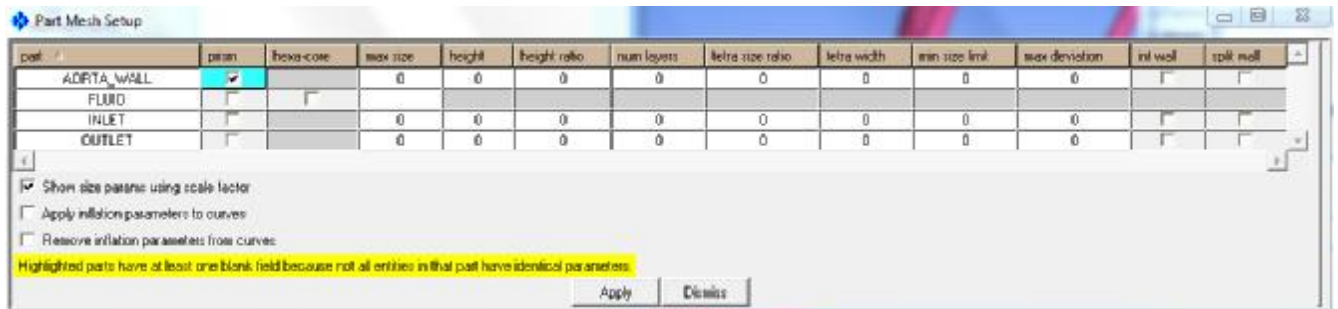 Part Mesh Setup
part prism hexa-core max size height height ratio num layers tetra size ratio tetra width min size limit max deviation int wall split wall
AORTA_WALL 0 0 0 0 0 0 0 0
FLUID
INLET 0 0 0 0 0 0 0 0
OUTLET 0 0 0 0 0 0 0 0
Show size params using scale factor
Apply inflation parameters to curves
Remove inflation parameters from curves
Highlighted parts have at least one blank field because not all entities in that part have identical parameters.
Apply Dismiss